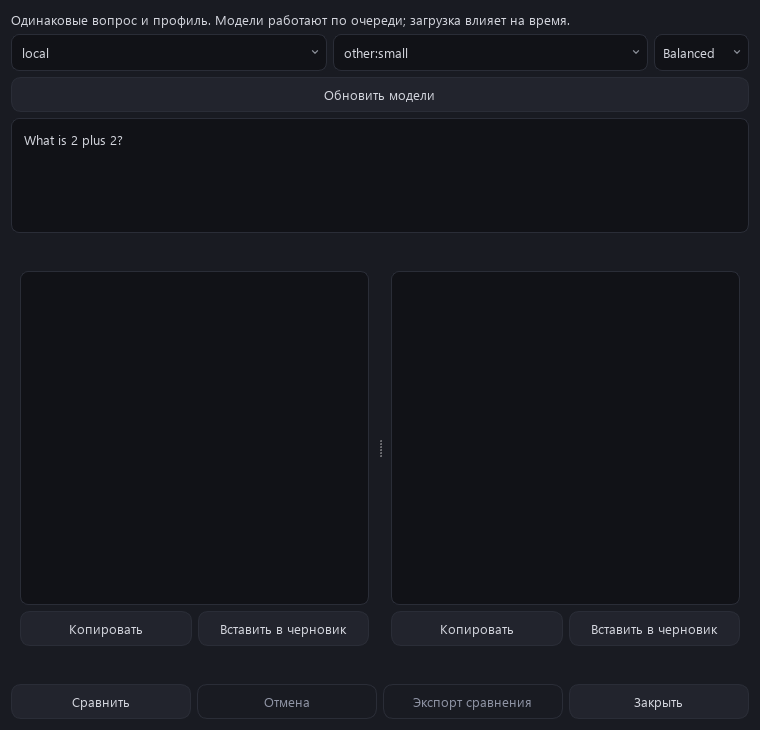 Одинаковые вопрос и профиль. Модели работают по очереди; загрузка влияет на время.
local other:small Balanced
Обновить модели
What is 2 plus 2?
Копировать Вставить в черновик Копировать Вставить в черновик
Сравнить Отмена Экспорт сравнения Закрыть